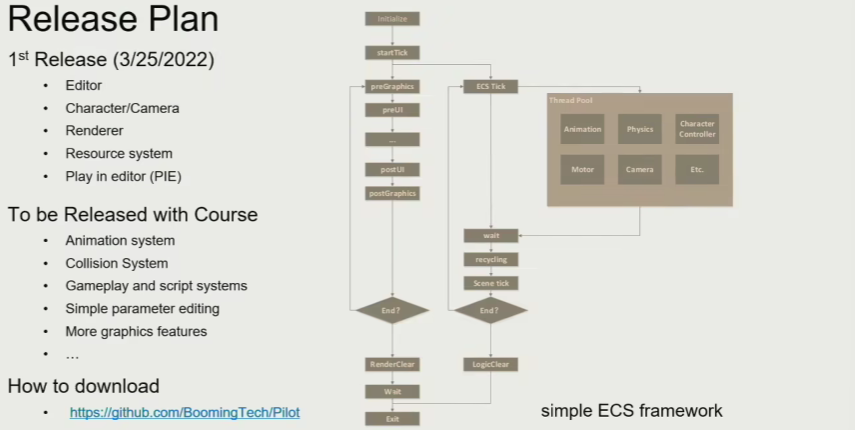 Release Plan
1st Release (3/25/2022)
• Editor
• Character/Camera
• Renderer
• Resource system
• Play in editor (PIE)
To be Released with Course
• Animation system
• Collision System
• Gameplay and script systems
• Simple parameter editing
• More graphics features
• ...
How to download
• https://github.com/BoomingTech/Pilot
Initialize
startTick
preGraphics
preUI
...
postUI
postGraphics
End?
RenderClear
Wait
Exit
ECS Tick
wait
recycling
Scene tick
End?
LogicClear
Thread Pool
Animation
Physics
Character
Controller
Motor
Camera
Etc.
simple ECS framework